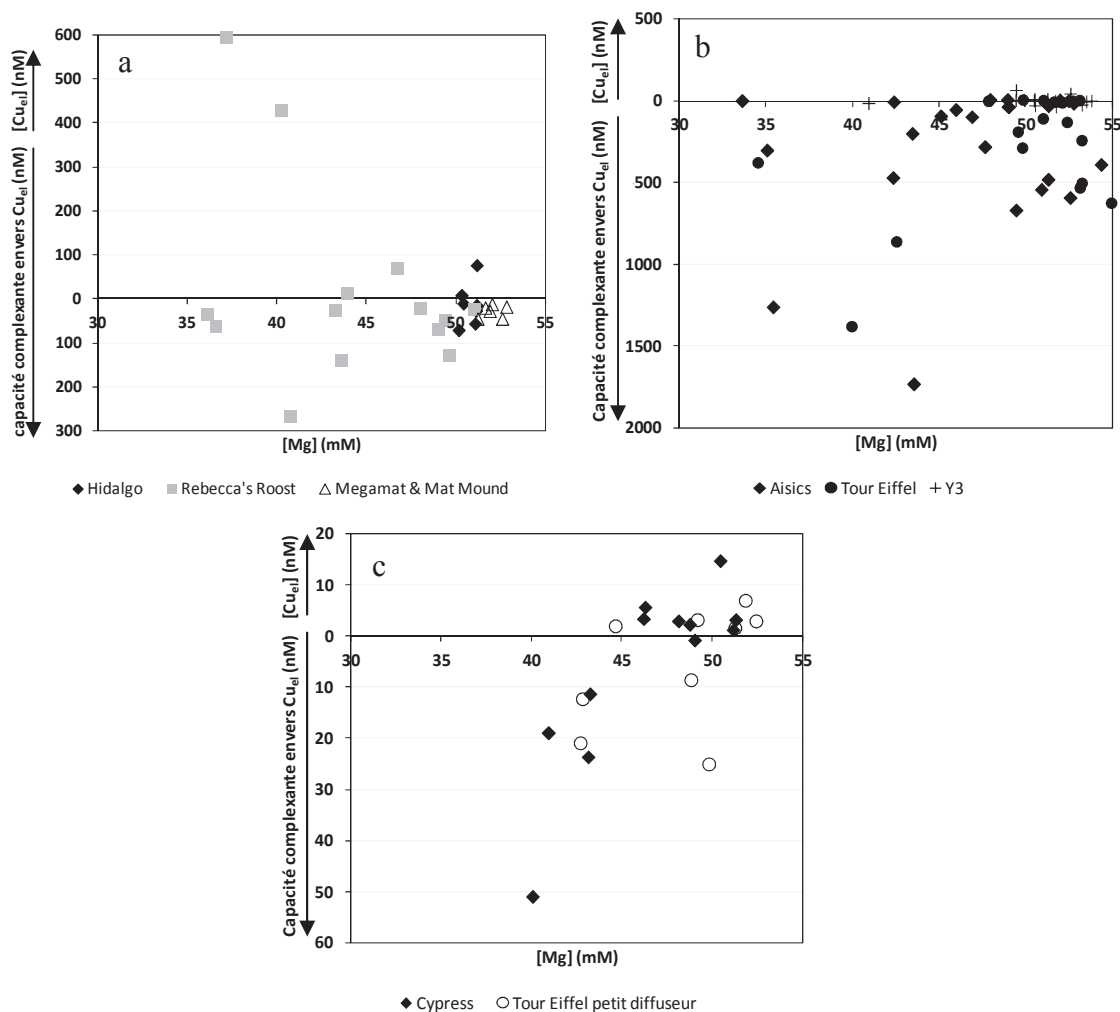 a
[Cu_el] (nM)
capacité complexante envers Cu_el (nM)
600
500
400
300
200
100
0
100
200
300
30 35 40 45 50 55
[Mg] (mM)
Hidalgo Rebecca's Roost Megamat & Mat Mound
b
[Cu_el] (nM)
Capacité complexante envers Cu_el (nM)
500
0
500
1000
1500
2000
30 35 40 45 50 55
[Mg] (mM)
Aisics Tour Eiffel Y3
c
[Cu_el] (nM)
Capacité complexante envers Cu_el (nM)
20
10
0
10
20
30
40
50
60
30 35 40 45 50 55
[Mg] (mM)
Cypress Tour Eiffel petit diffuseur